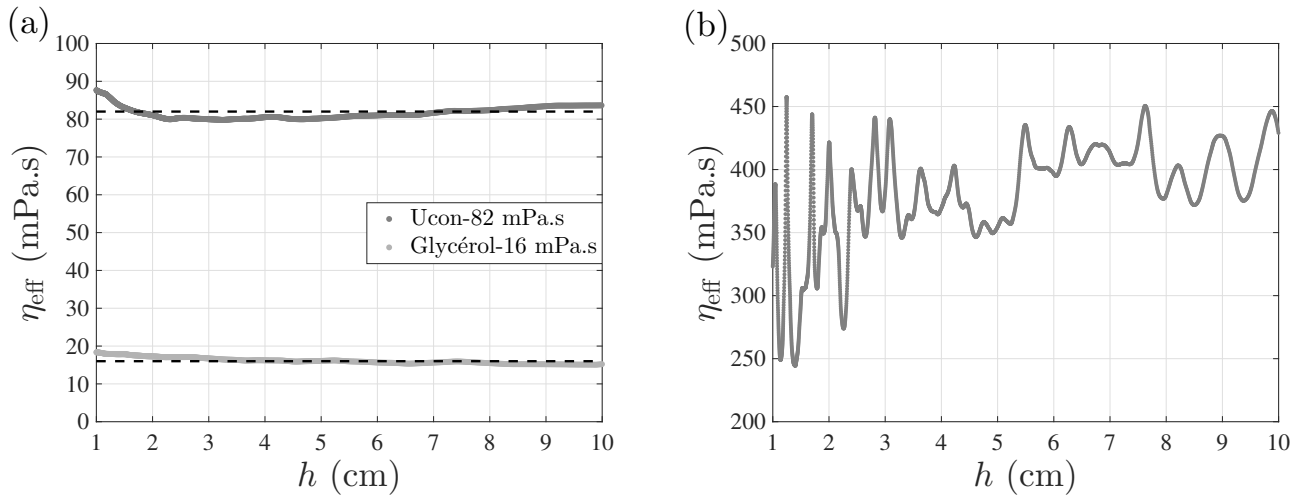 (a)
100
90
80
70
60
50
40
30
20
10
0
η_eff (mPa.s)
Ucon-82 mPa.s
Glycérol-16 mPa.s
1 2 3 4 5 6 7 8 9 10
h (cm)
(b)
500
450
400
350
300
250
200
η_eff (mPa.s)
1 2 3 4 5 6 7 8 9 10
h (cm)